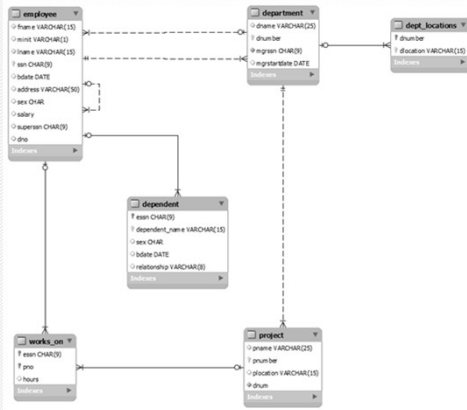 employee
fname VARCHAR(15)
minit VARCHAR(1)
lname VARCHAR(15)
ssn CHAR(9)
bdate DATE
address VARCHAR(50)
sex CHAR
salary
superssn CHAR(9)
dno
Indexes
department
dname VARCHAR(25)
dnumber
mgrssn CHAR(9)
mgrstartdate DATE
Indexes
dept_locations
dnumber
dlocation VARCHAR(15)
Indexes
dependent
essn CHAR(9)
dependent_name VARCHAR(15)
sex CHAR
bdate DATE
relationship VARCHAR(8)
Indexes
works_on
essn CHAR(9)
pno
hours
Indexes
project
pname VARCHAR(25)
pnumber
plocation VARCHAR(15)
dnum
Indexes